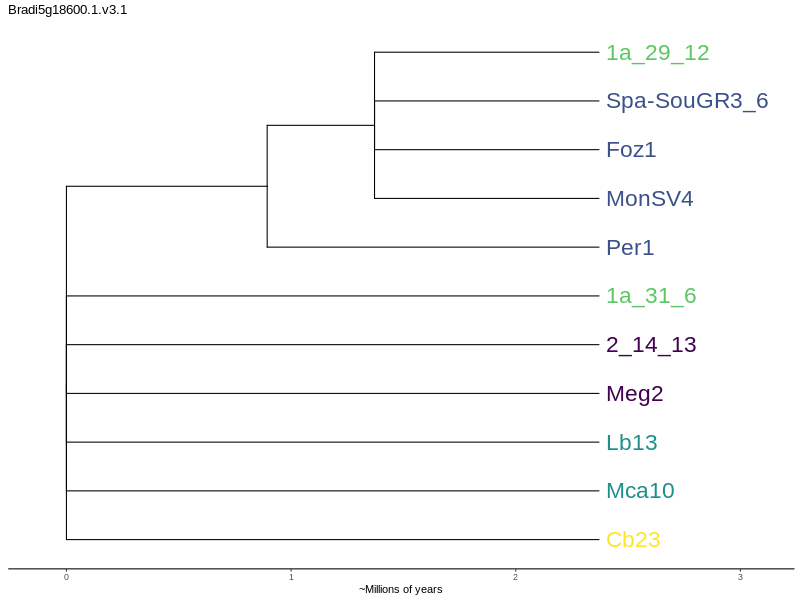 Bradi5g18600.1.v3.1
1a_29_12
Spa-SouGR3_6
Foz1
MonSV4
Per1
1a_31_6
2_14_13
Meg2
Lb13
Mca10
Cb23
0 1 2 3
~Millions of years